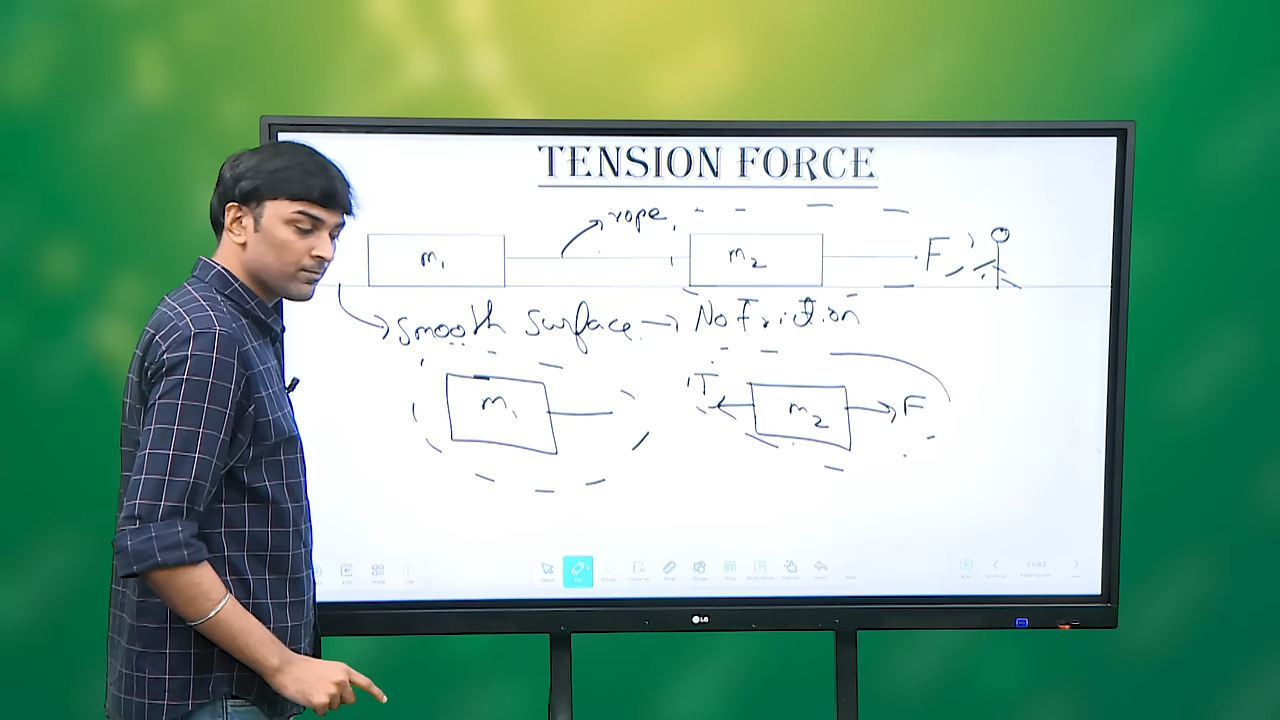 TENSION FORCE
rope
m1
m2
F
Smooth surface → No Friction
m1
T
m2
F
LG